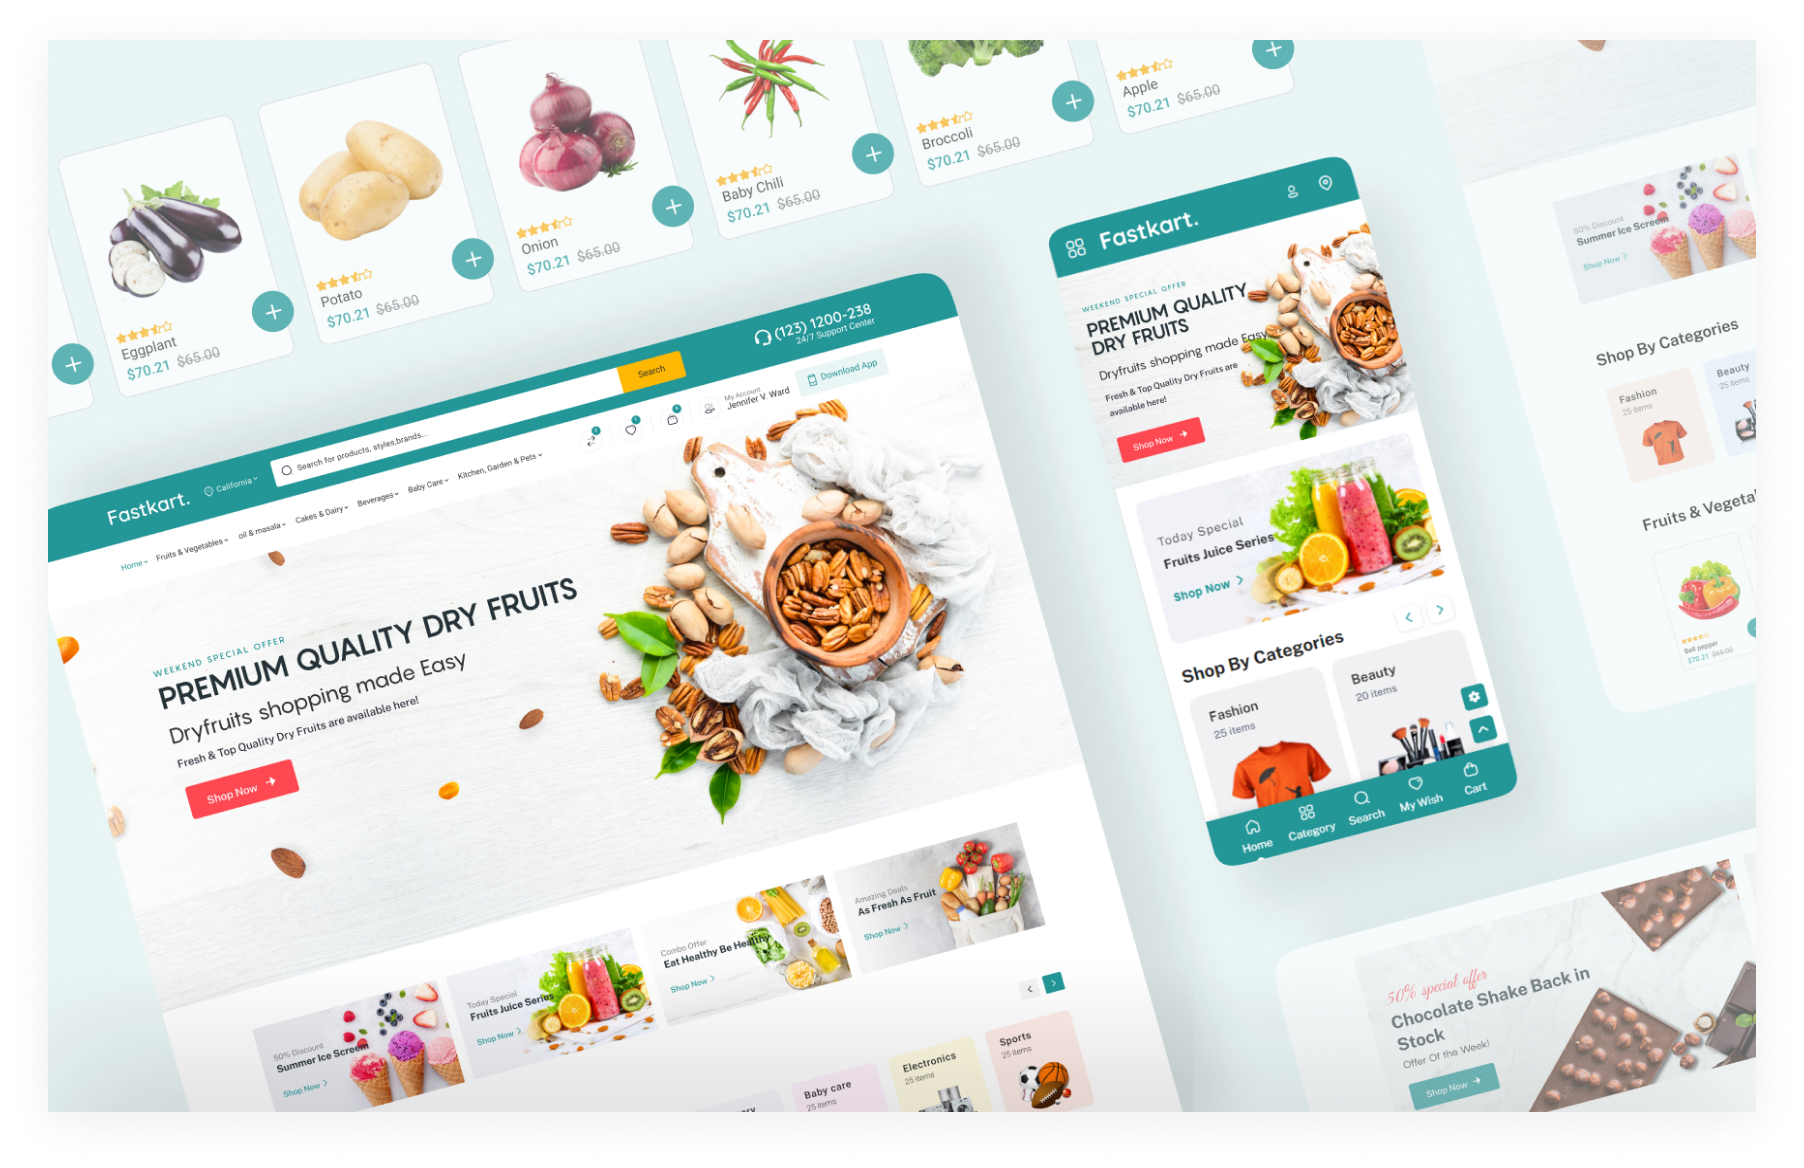 Eggplant
$70.21 $65.00
Potato
$70.21 $65.00
Onion
$70.21 $65.00
Baby Chili
$70.21 $65.00
Broccoli
$70.21 $65.00
Apple
$70.21 $65.00
(123) 1200-238
24/7 Support Center
Fastkart.
California
Search for products, styles,brands...
Search
My Account
Jennifer V. Ward
Download App
Home
Fruits & Vegetables
oil & masala
Cakes & Dairy
Beverages
Baby Care
Kitchen, Garden & Pets
WEEKEND SPECIAL OFFER
PREMIUM QUALITY DRY FRUITS
Dryfruits shopping made Easy
Fresh & Top Quality Dry Fruits are available here!
Shop Now
50% Discount
Summer Ice Screem
Shop Now
Today Special
Fruits Juice Series
Shop Now
Combo Offer
Eat Healthy Be Healthy
Shop Now
Amazing Deals
As Fresh As Fruit
Shop Now
Baby care
25 items
Electronics
25 items
Sports
25 items
Fastkart.
WEEKEND SPECIAL OFFER
PREMIUM QUALITY
DRY FRUITS
Dryfruits shopping made Easy
Fresh & Top Quality Dry Fruits are
available here!
Shop Now
Today Special
Fruits Juice Series
Shop Now
Shop By Categories
Fashion
25 items
Beauty
20 items
Home
Category
Search
My Wish
Cart
50% Discount
Summer Ice Screem
Shop Now
Shop By Categories
Fashion
25 items
Beauty
25 items
Fruits & Vegeta
Bell pepper
$70.21 $65.00
50% special offer
Chocolate Shake Back in
Stock
Offer Of the Week!
Shop Now